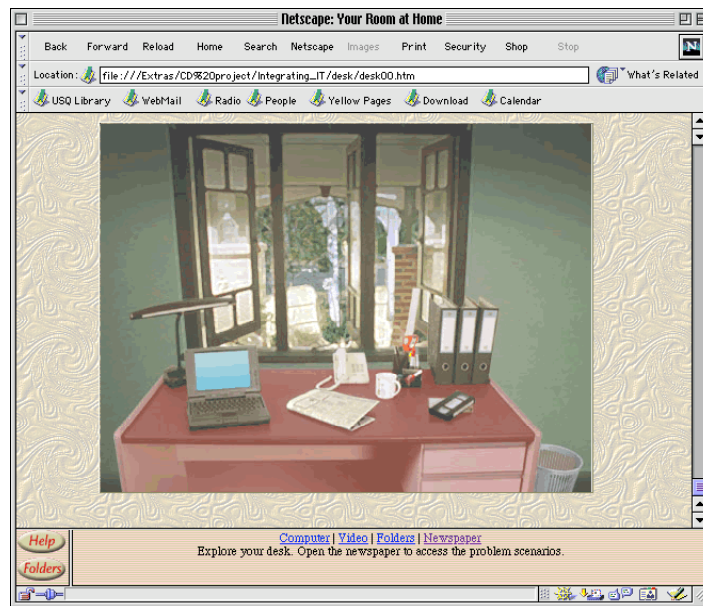 Netscape: Your Room at Home
Back Forward Reload Home Search Netscape Images Print Security Shop Stop N
Location: file:///Extras/CD%20project/Integrating_IT/desk/desk00.htm What's Related
USQ Library WebMail Radio People Yellow Pages Download Calendar
Help
Computer | Video | Folders | Newspaper
Explore your desk. Open the newspaper to access the problem scenarios.
Folders